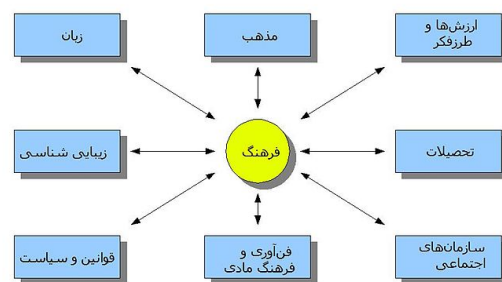 ارزش‌ها و
طرزفکر
مذهب
زبان
تحصیلات
فرهنگ
زیبایی شناسی
سازمان‌های
اجتماعی
فن‌آوری و
فرهنگ مادی
قوانین و سیاست